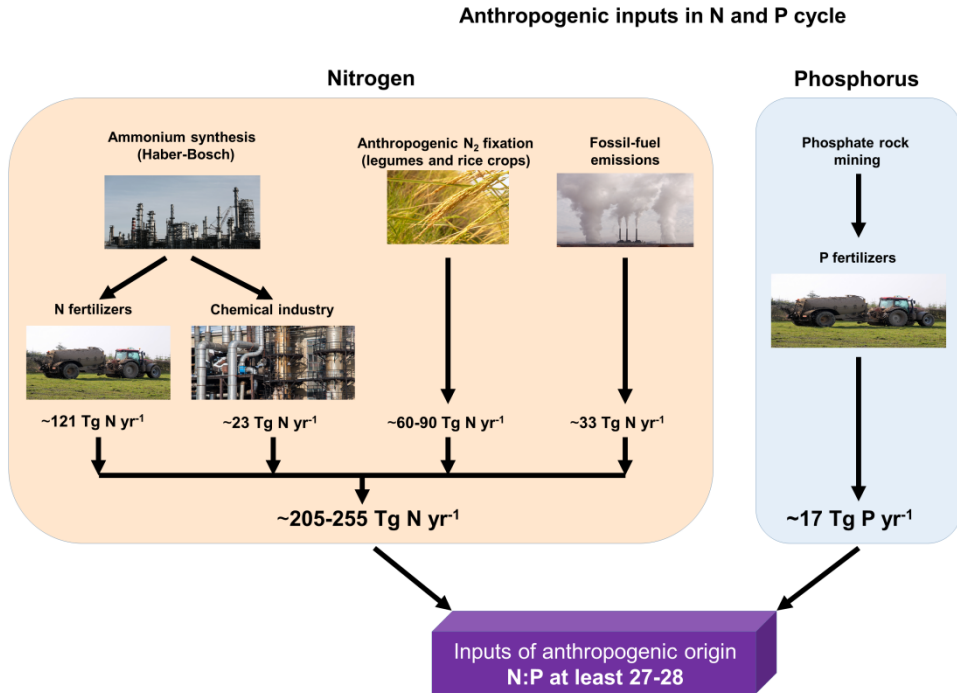 Anthropogenic inputs in N and P cycle
Nitrogen
Ammonium synthesis
(Haber-Bosch)
Anthropogenic N₂ fixation
(legumes and rice crops)
Fossil-fuel
emissions
N fertilizers
Chemical industry
~121 Tg N yr⁻¹
~23 Tg N yr⁻¹
~60-90 Tg N yr⁻¹
~33 Tg N yr⁻¹
~205-255 Tg N yr⁻¹
Phosphorus
Phosphate rock
mining
P fertilizers
~17 Tg P yr⁻¹
Inputs of anthropogenic origin
N:P at least 27-28